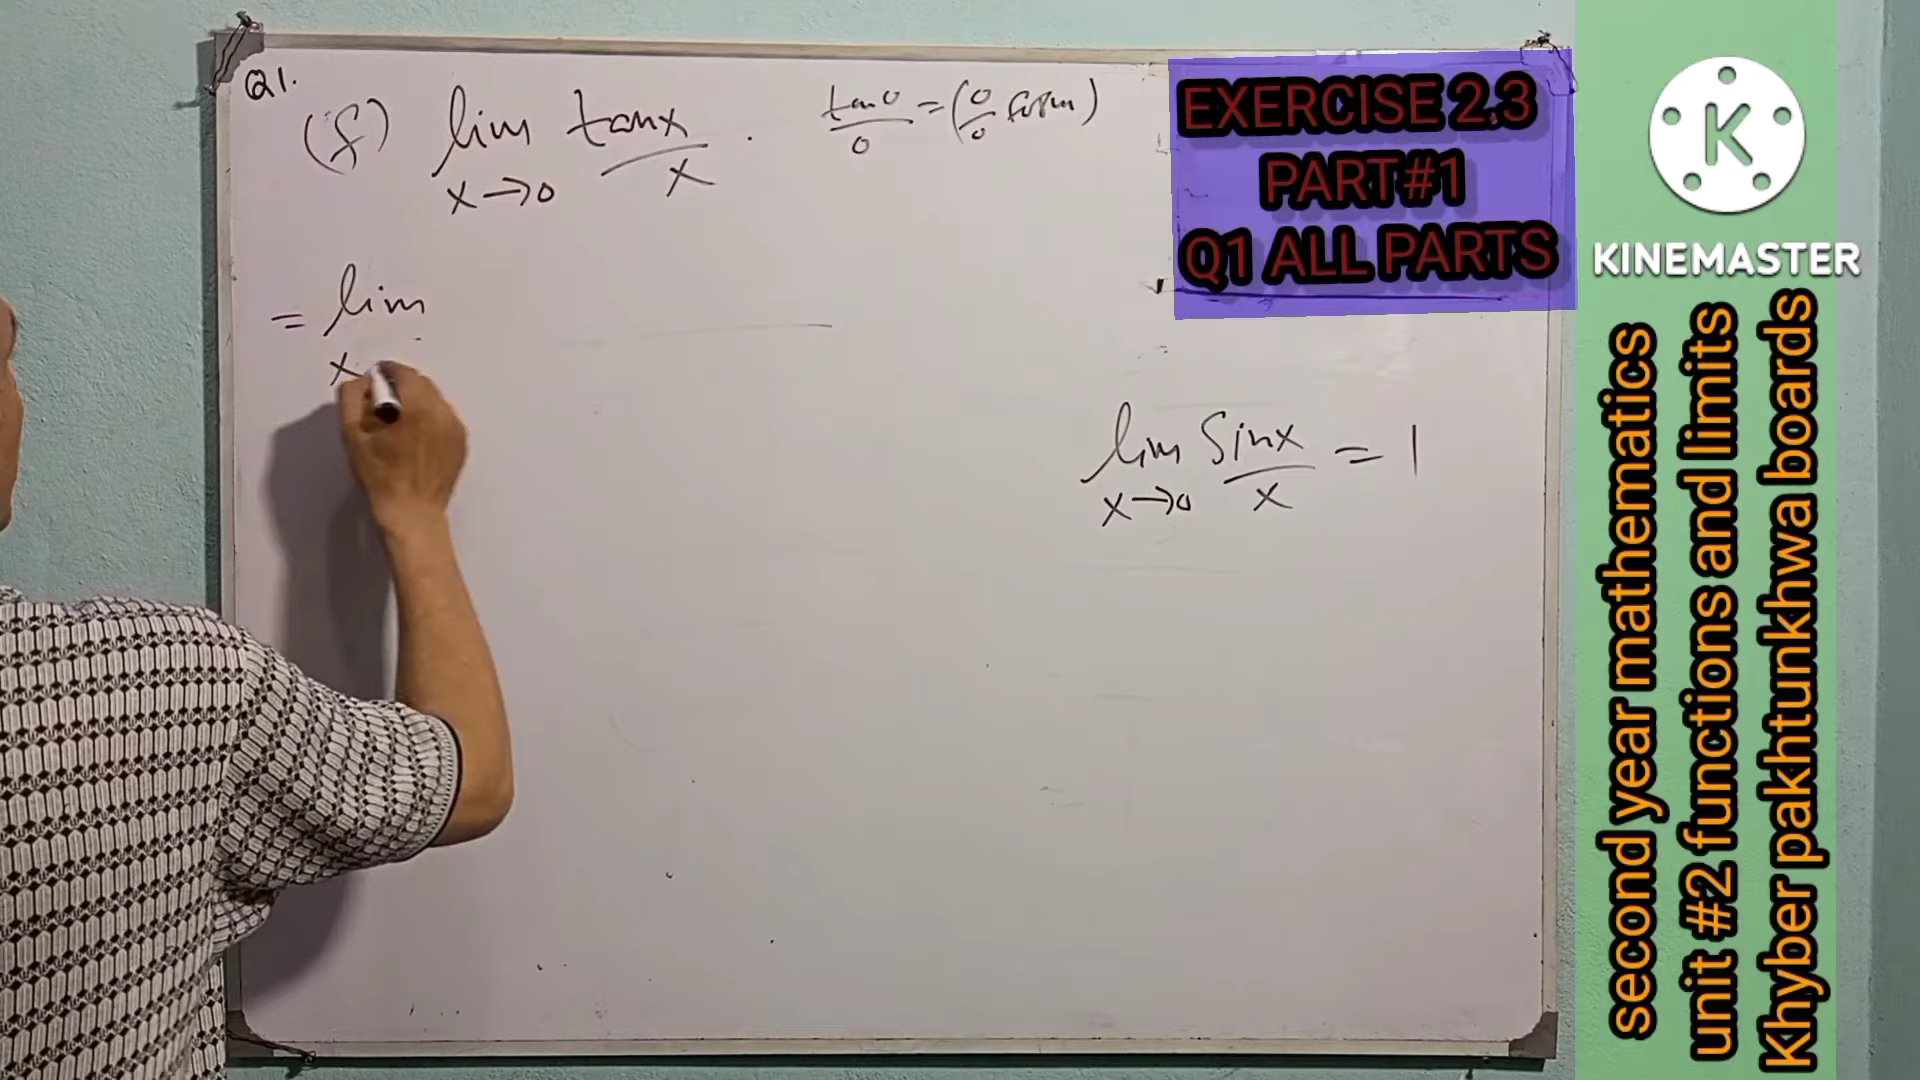 Q1.
(f) lim x→0 tanx/x . tan0/0 = (0/0 form)
= lim x
lim x→0 Sinx/x = 1
EXERCISE 2.3
PART#1
Q1 ALL PARTS
K
KINEMASTER
second year mathematics
unit #2 functions and limits
Khyber pakhtunkhwa boards